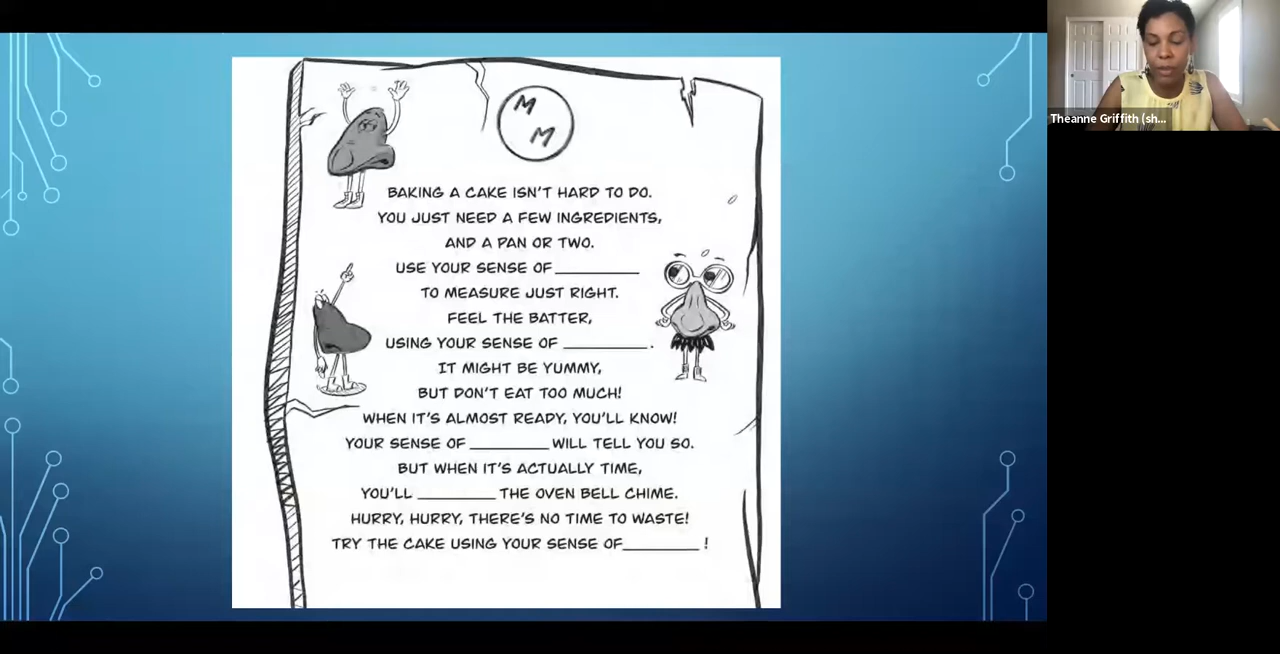 M
M
BAKING A CAKE ISN'T HARD TO DO.
YOU JUST NEED A FEW INGREDIENTS,
AND A PAN OR TWO.
USE YOUR SENSE OF __________
TO MEASURE JUST RIGHT.
FEEL THE BATTER,
USING YOUR SENSE OF __________.
IT MIGHT BE YUMMY,
BUT DON'T EAT TOO MUCH!
WHEN IT'S ALMOST READY, YOU'LL KNOW!
YOUR SENSE OF __________ WILL TELL YOU SO.
BUT WHEN IT'S ACTUALLY TIME,
YOU'LL __________ THE OVEN BELL CHIME.
HURRY, HURRY, THERE'S NO TIME TO WASTE!
TRY THE CAKE USING YOUR SENSE OF__________!
Theanne Griffith (sh...